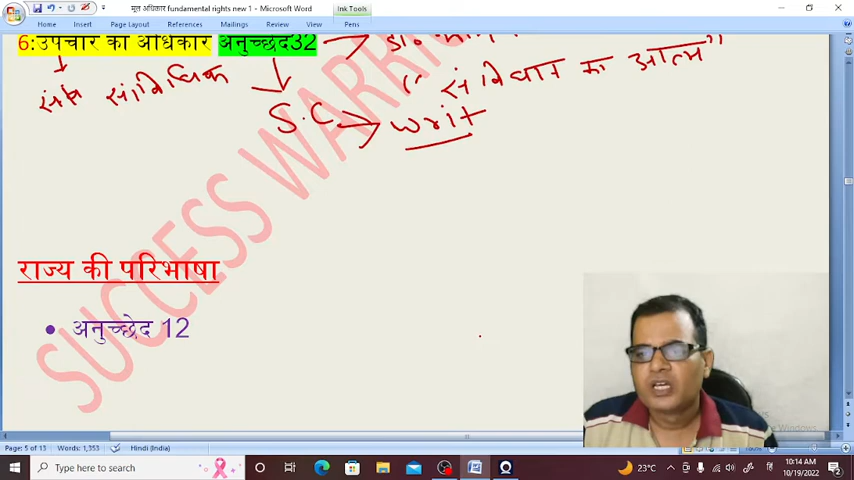 मूल अधिकार fundamental rights new 1 - Microsoft Word
Ink Tools
Home Insert Page Layout References Mailings Review View Pens
6:उपचार का अधिकार अनुच्छेद32
" संविधान का आत्म"
S.C → writ
राज्य की परिभाषा
• अनुच्छेद 12
SUCCESS WARRIOR
Page: 5 of 13 Words: 1,353 Hindi (India)
Type here to search
23°C
10:14 AM
10/19/2022